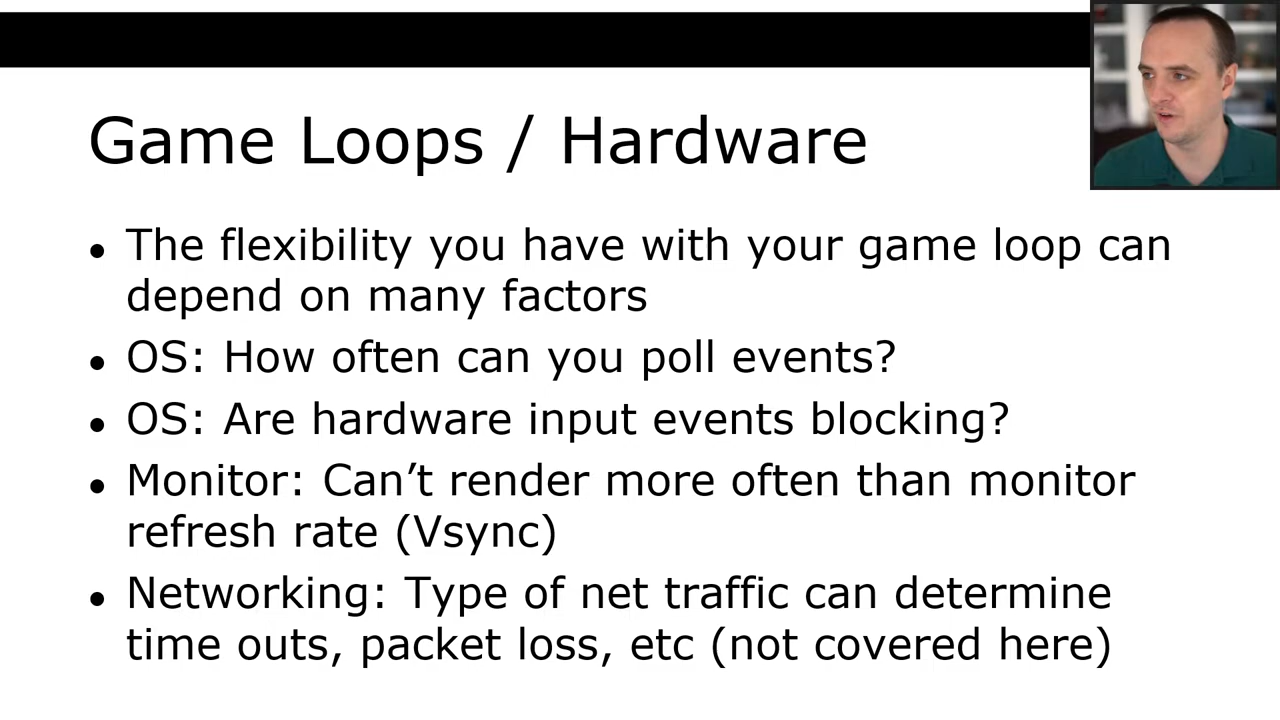 Game Loops / Hardware
• The flexibility you have with your game loop can
depend on many factors
• OS: How often can you poll events?
• OS: Are hardware input events blocking?
• Monitor: Can’t render more often than monitor
refresh rate (Vsync)
• Networking: Type of net traffic can determine
time outs, packet loss, etc (not covered here)